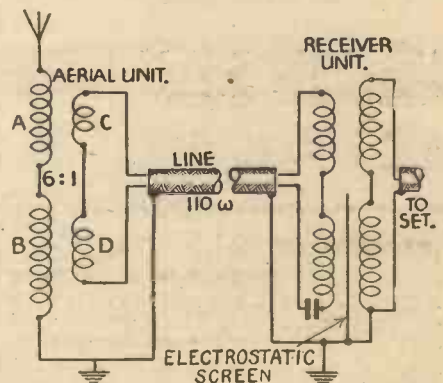 AERIAL UNIT.
A
C
6:1
B
D
LINE
110 ω
RECEIVER
UNIT.
TO
SET.
ELECTROSTATIC
SCREEN